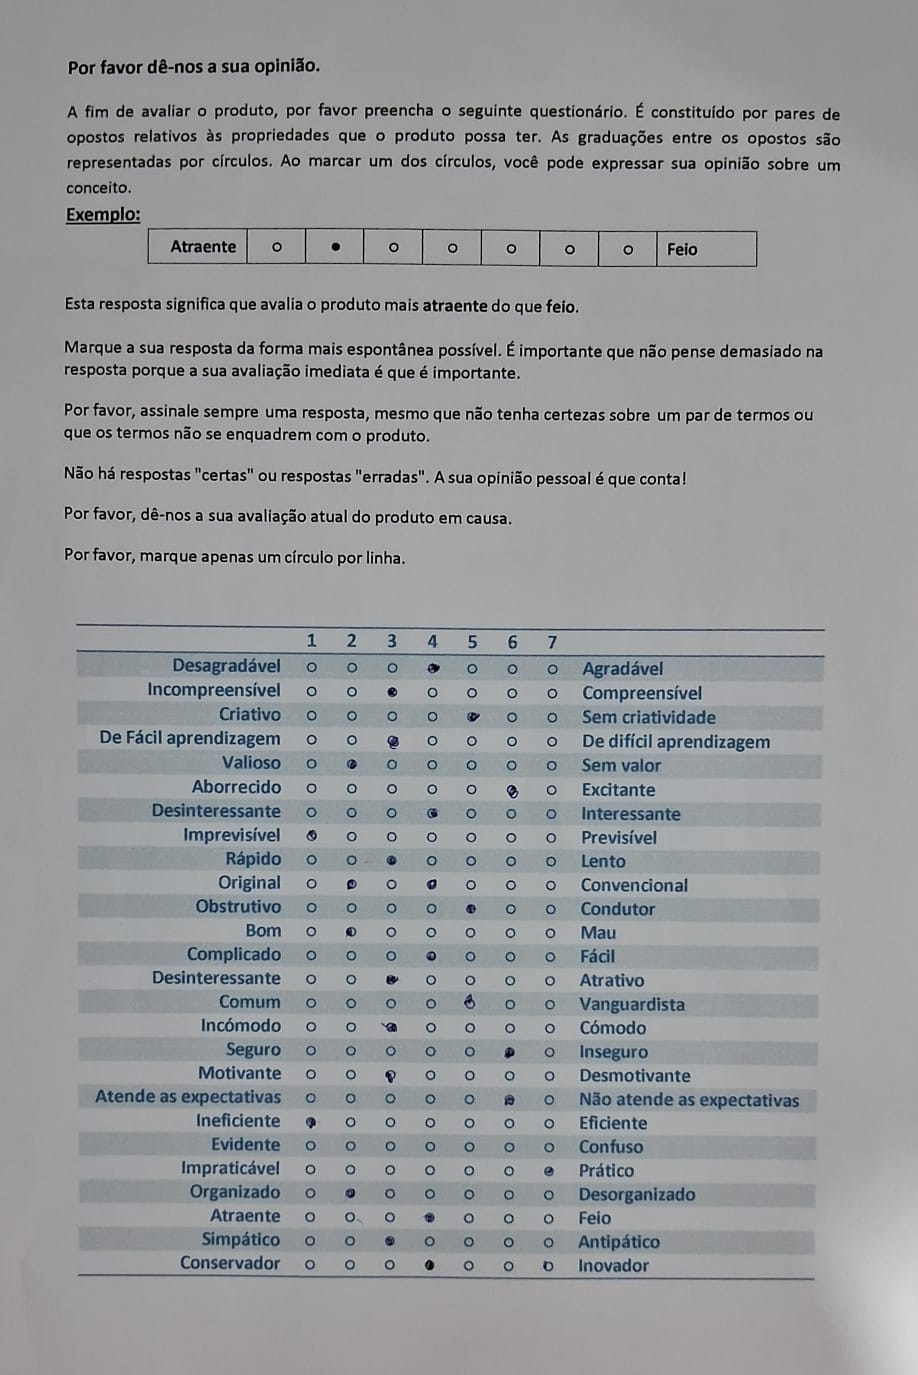 Por favor dê-nos a sua opinião.
A fim de avaliar o produto, por favor preencha o seguinte questionário. É constituído por pares de
opostos relativos às propriedades que o produto possa ter. As graduações entre os opostos são
representadas por círculos. Ao marcar um dos círculos, você pode expressar sua opinião sobre um
conceito.
Exemplo:
Atraente Feio
Esta resposta significa que avalia o produto mais atraente do que feio.
Marque a sua resposta da forma mais espontânea possível. É importante que não pense demasiado na
resposta porque a sua avaliação imediata é que é importante.
Por favor, assinale sempre uma resposta, mesmo que não tenha certezas sobre um par de termos ou
que os termos não se enquadrem com o produto.
Não há respostas "certas" ou respostas "erradas". A sua opinião pessoal é que conta!
Por favor, dê-nos a sua avaliação atual do produto em causa.
Por favor, marque apenas um círculo por linha.
1 2 3 4 5 6 7
Desagradável Agradável
Incompreensível Compreensível
Criativo Sem criatividade
De Fácil aprendizagem De difícil aprendizagem
Valioso Sem valor
Aborrecido Excitante
Desinteressante Interessante
Imprevisível Previsível
Rápido Lento
Original Convencional
Obstrutivo Condutor
Bom Mau
Complicado Fácil
Desinteressante Atrativo
Comum Vanguardista
Incómodo Cómodo
Seguro Inseguro
Motivante Desmotivante
Atende as expectativas Não atende as expectativas
Ineficiente Eficiente
Evidente Confuso
Impraticável Prático
Organizado Desorganizado
Atraente Feio
Simpático Antipático
Conservador Inovador